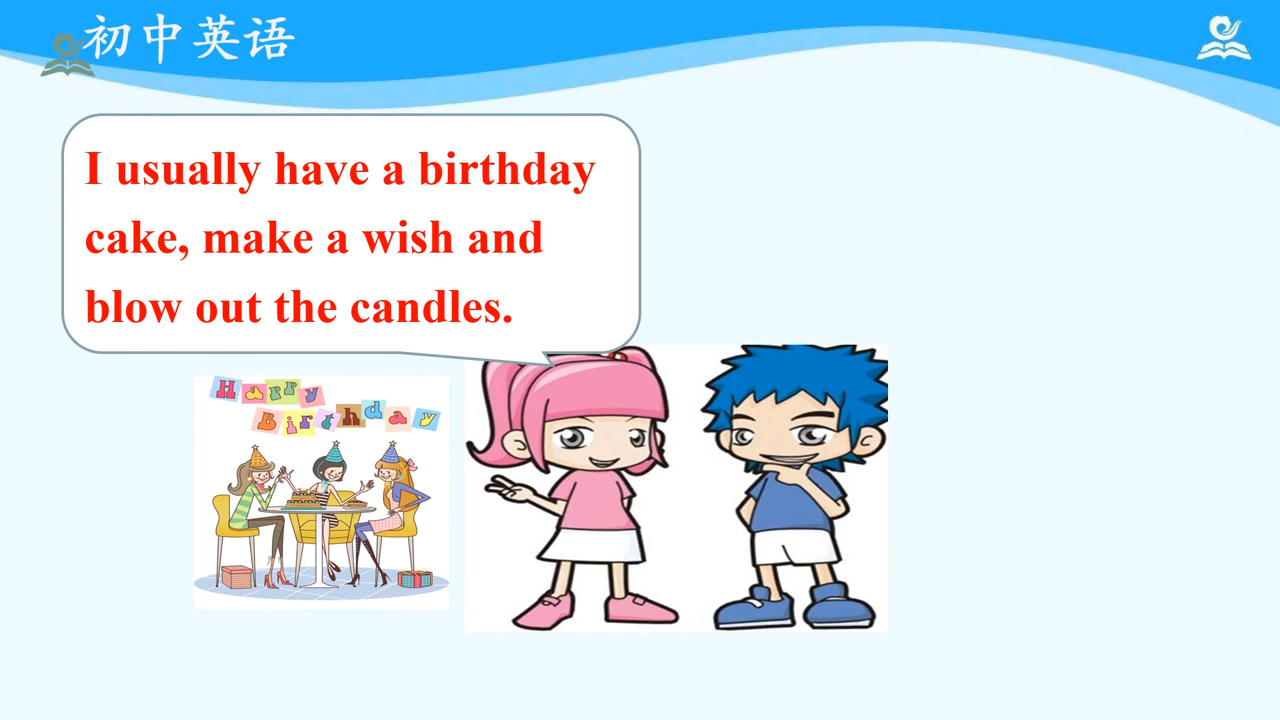 初中英语
I usually have a birthday
cake, make a wish and
blow out the candles.
Happy
Birthday